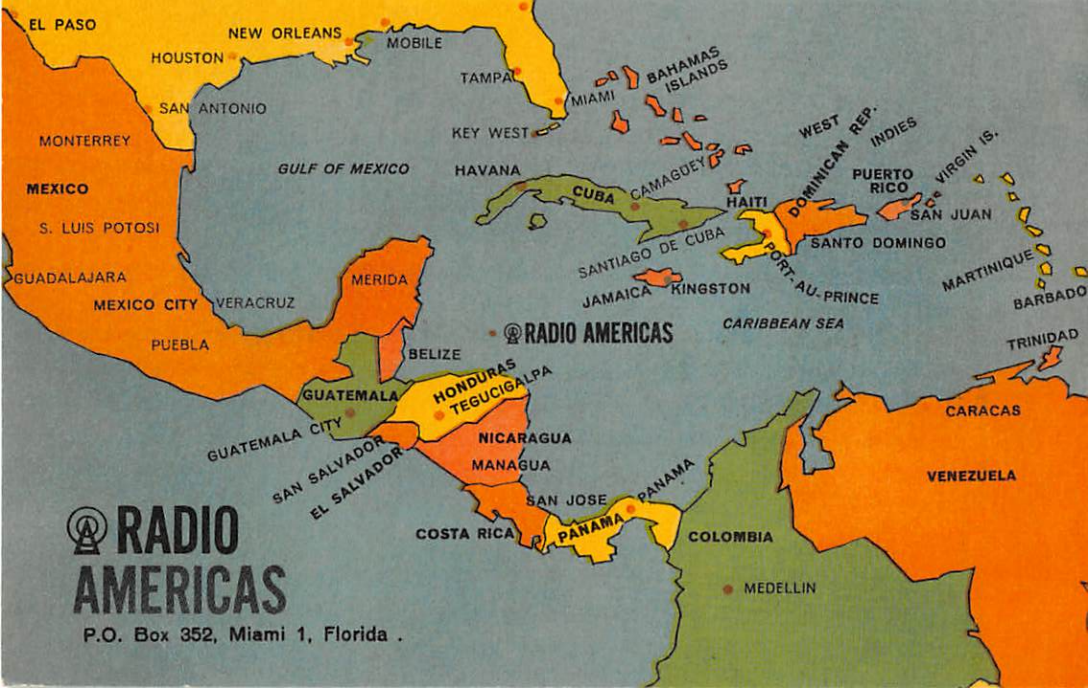 EL PASO
NEW ORLEANS
MOBILE
HOUSTON
BAHAMAS
ISLANDS
TAMPA
SAN ANTONIO
MIAMI
KEY WEST
MONTERREY
WEST
INDIES
GULF OF MEXICO
HAVANA
CAMAGÜEY
DOMINICAN REP.
PUERTO
RICO
VIRGIN IS.
MEXICO
CUBA
HAITI
SAN JUAN
S. LUIS POTOSI
SANTIAGO DE CUBA
SANTO DOMINGO
PORT-AU-PRINCE
GUADALAJARA
MERIDA
MARTINIQUE
MEXICO CITY
VERACRUZ
JAMAICA
KINGSTON
BARBADO
CARIBBEAN SEA
RADIO AMERICAS
PUEBLA
BELIZE
TRINIDAD
HONDURAS
TEGUCIGALPA
GUATEMALA
CARACAS
GUATEMALA CITY
NICARAGUA
SAN SALVADOR
EL SALVADOR
MANAGUA
VENEZUELA
SAN JOSE
PANAMA
COSTA RICA
PANAMA
COLOMBIA
MEDELLIN
RADIO
AMERICAS
P.O. Box 352, Miami 1, Florida .